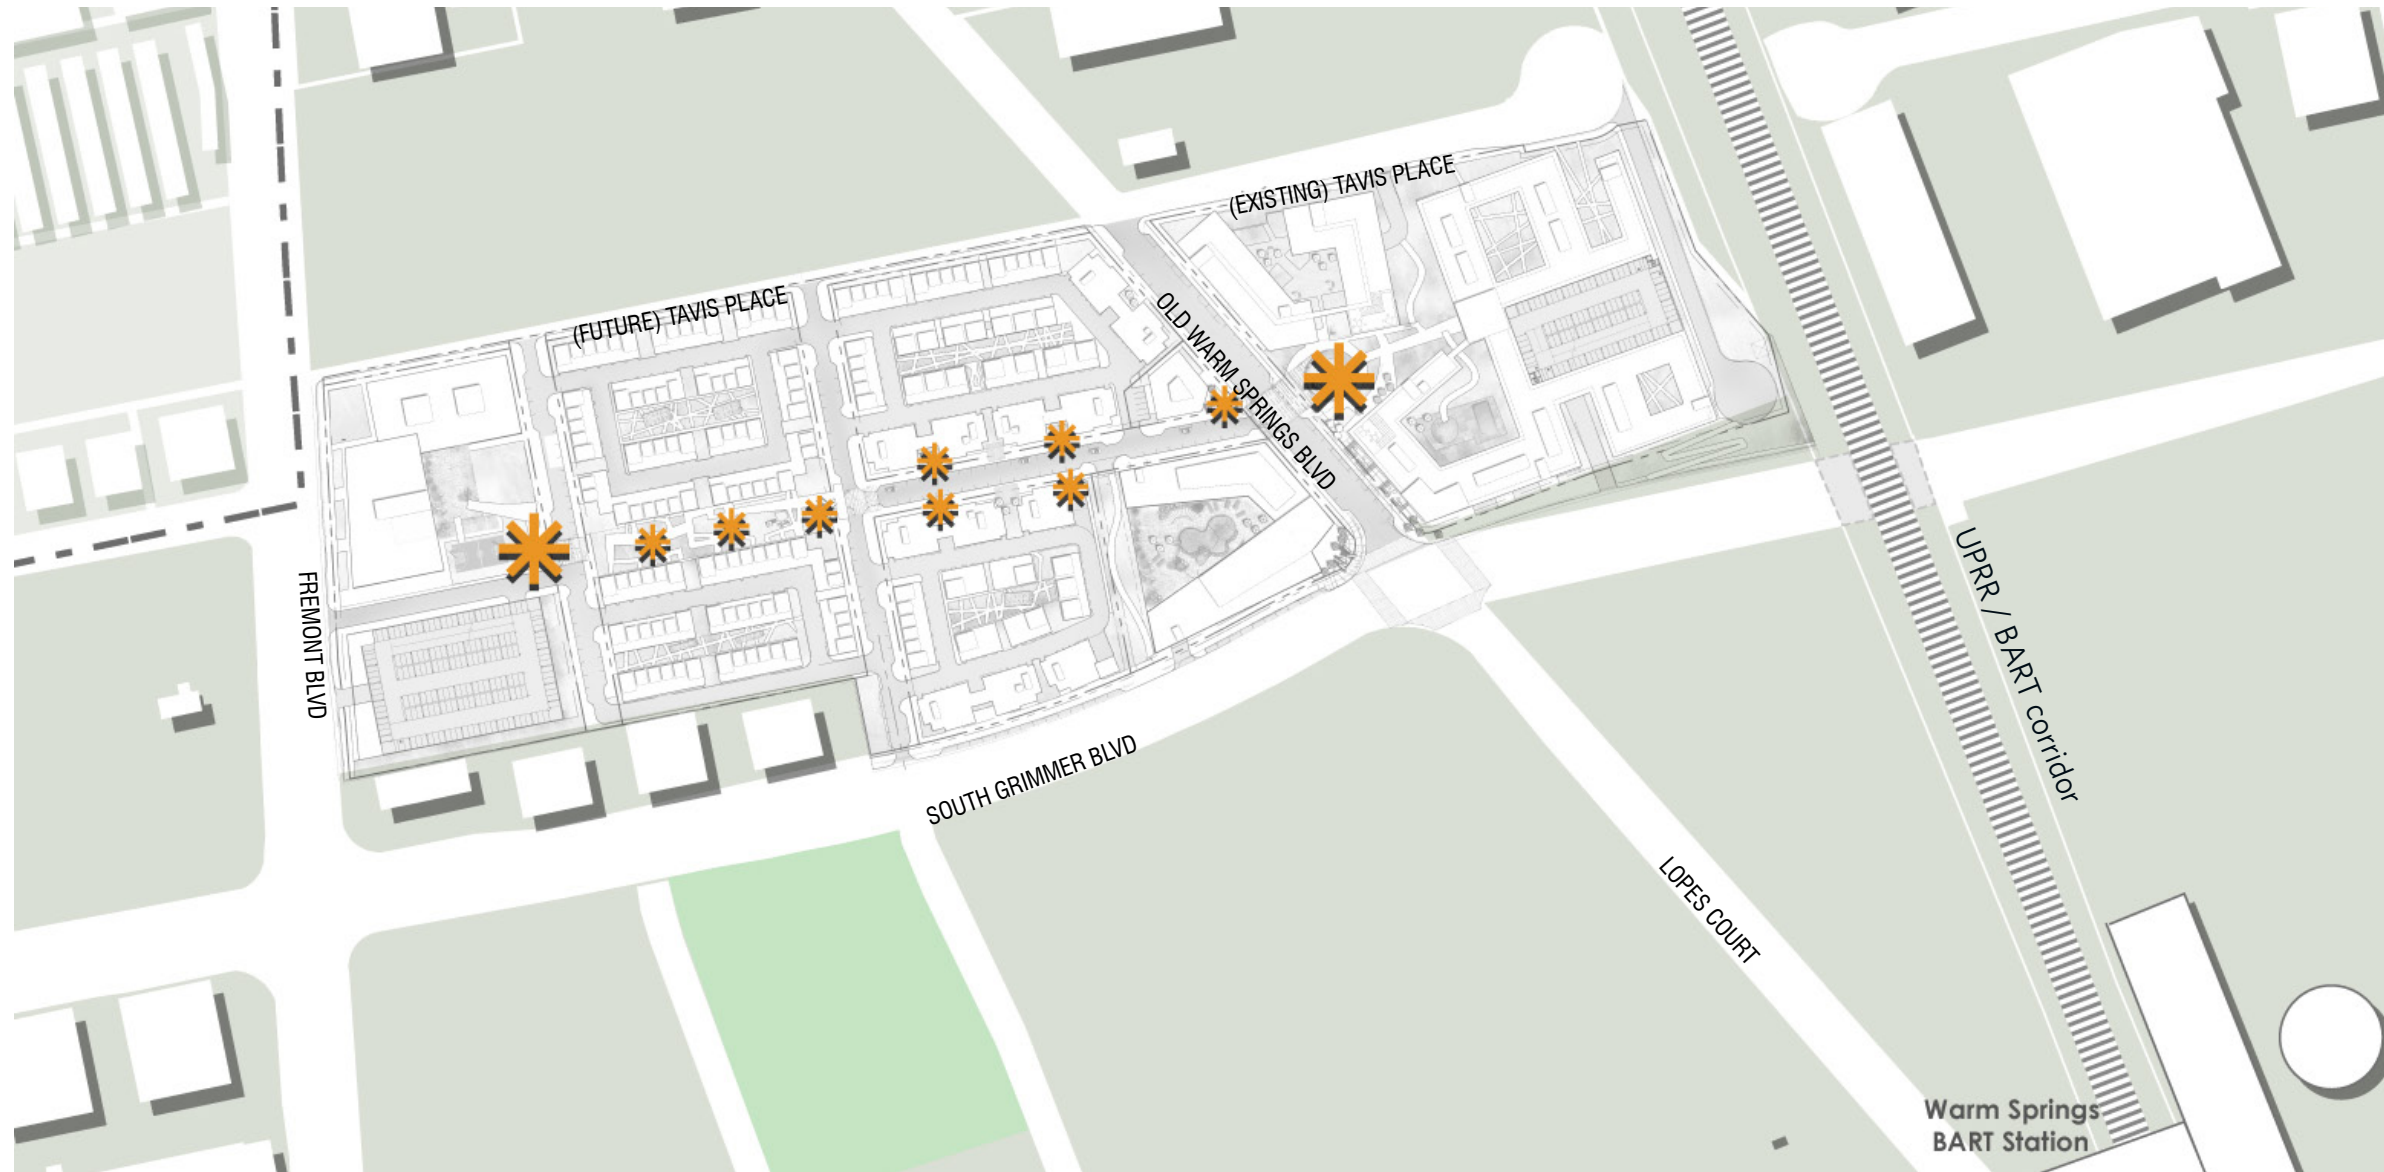 (EXISTING) TAVIS PLACE
(FUTURE) TAVIS PLACE
OLD WARM SPRINGS BLVD
FREMONT BLVD
SOUTH GRIMMER BLVD
UPRR / BART corridor
LOPES COURT
Warm Springs
BART Station